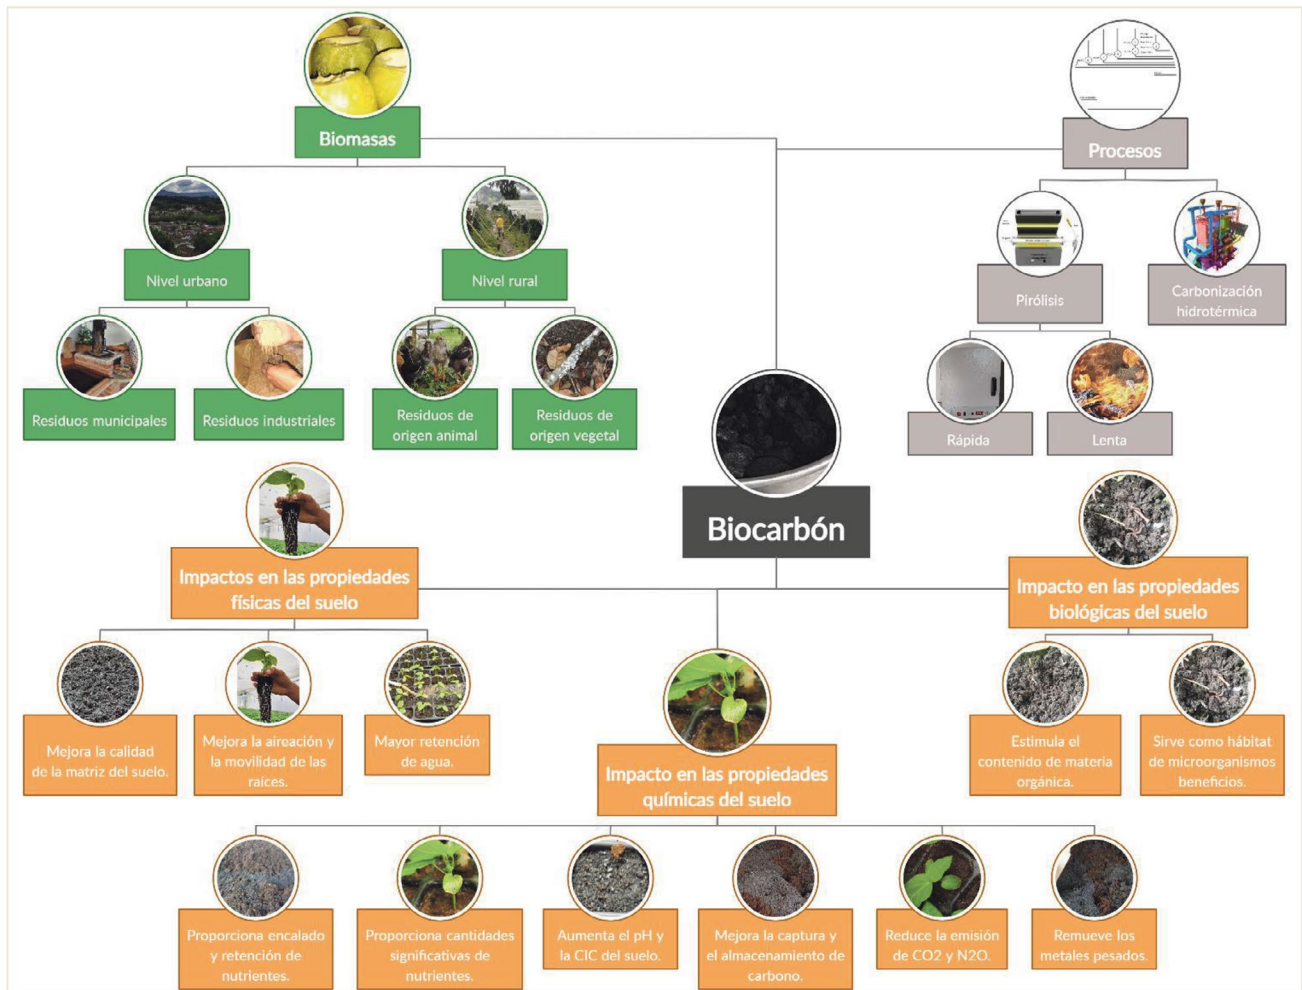 Biomasas
Procesos
Nivel urbano
Nivel rural
Pirólisis
Carbonización
hidrotérmica
Residuos municipales
Residuos industriales
Residuos de
origen animal
Residuos de
origen vegetal
Rápida
Lenta
Biocarbón
Impactos en las propiedades
físicas del suelo
Impacto en las propiedades
biológicas del suelo
Mejora la calidad
de la matriz del suelo.
Mejora la aireación y
la movilidad de las
raíces.
Mayor retención
de agua.
Estimula el
contenido de materia
orgánica.
Sirve como hábitat
de microorganismos
beneficios.
Impacto en las propiedades
químicas del suelo
Proporciona encalado
y retención de
nutrientes.
Proporciona cantidades
significativas de
nutrientes.
Aumenta el pH y
la CIC del suelo.
Mejora la captura y
el almacenamiento de
carbono.
Reduce la emisión
de CO2 y N2O.
Remueve los
metales pesados.